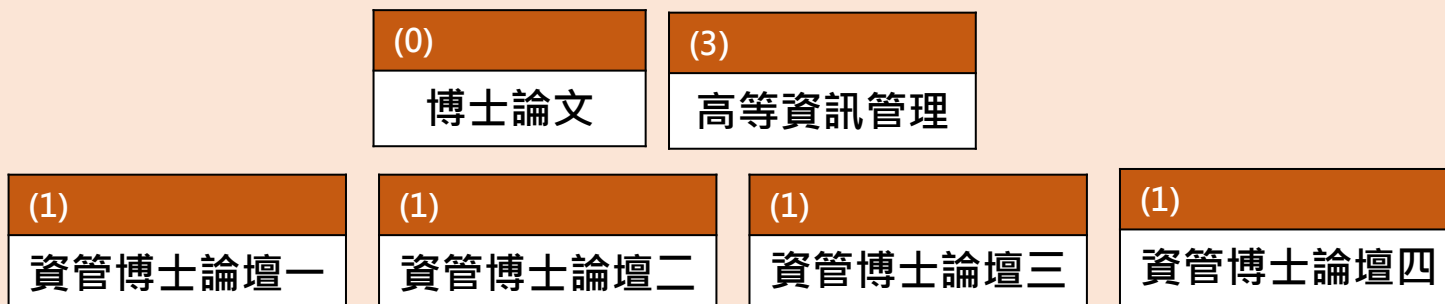 (0)
博士論文
(3)
高等資訊管理
(1)
資管博士論壇一
(1)
資管博士論壇二
(1)
資管博士論壇三
(1)
資管博士論壇四